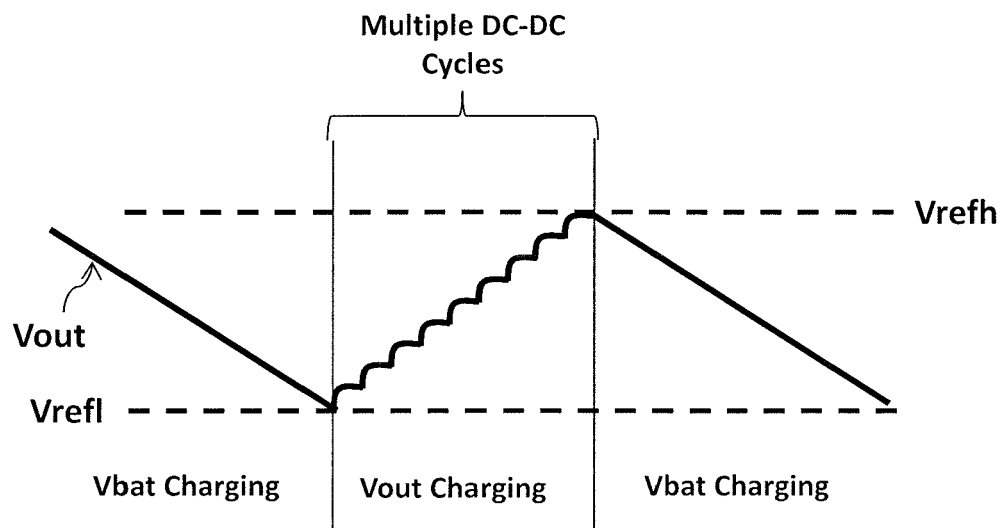 Multiple DC-DC
Cycles
Vrefh
Vout
Vrefl
Vbat Charging
Vout Charging
Vbat Charging